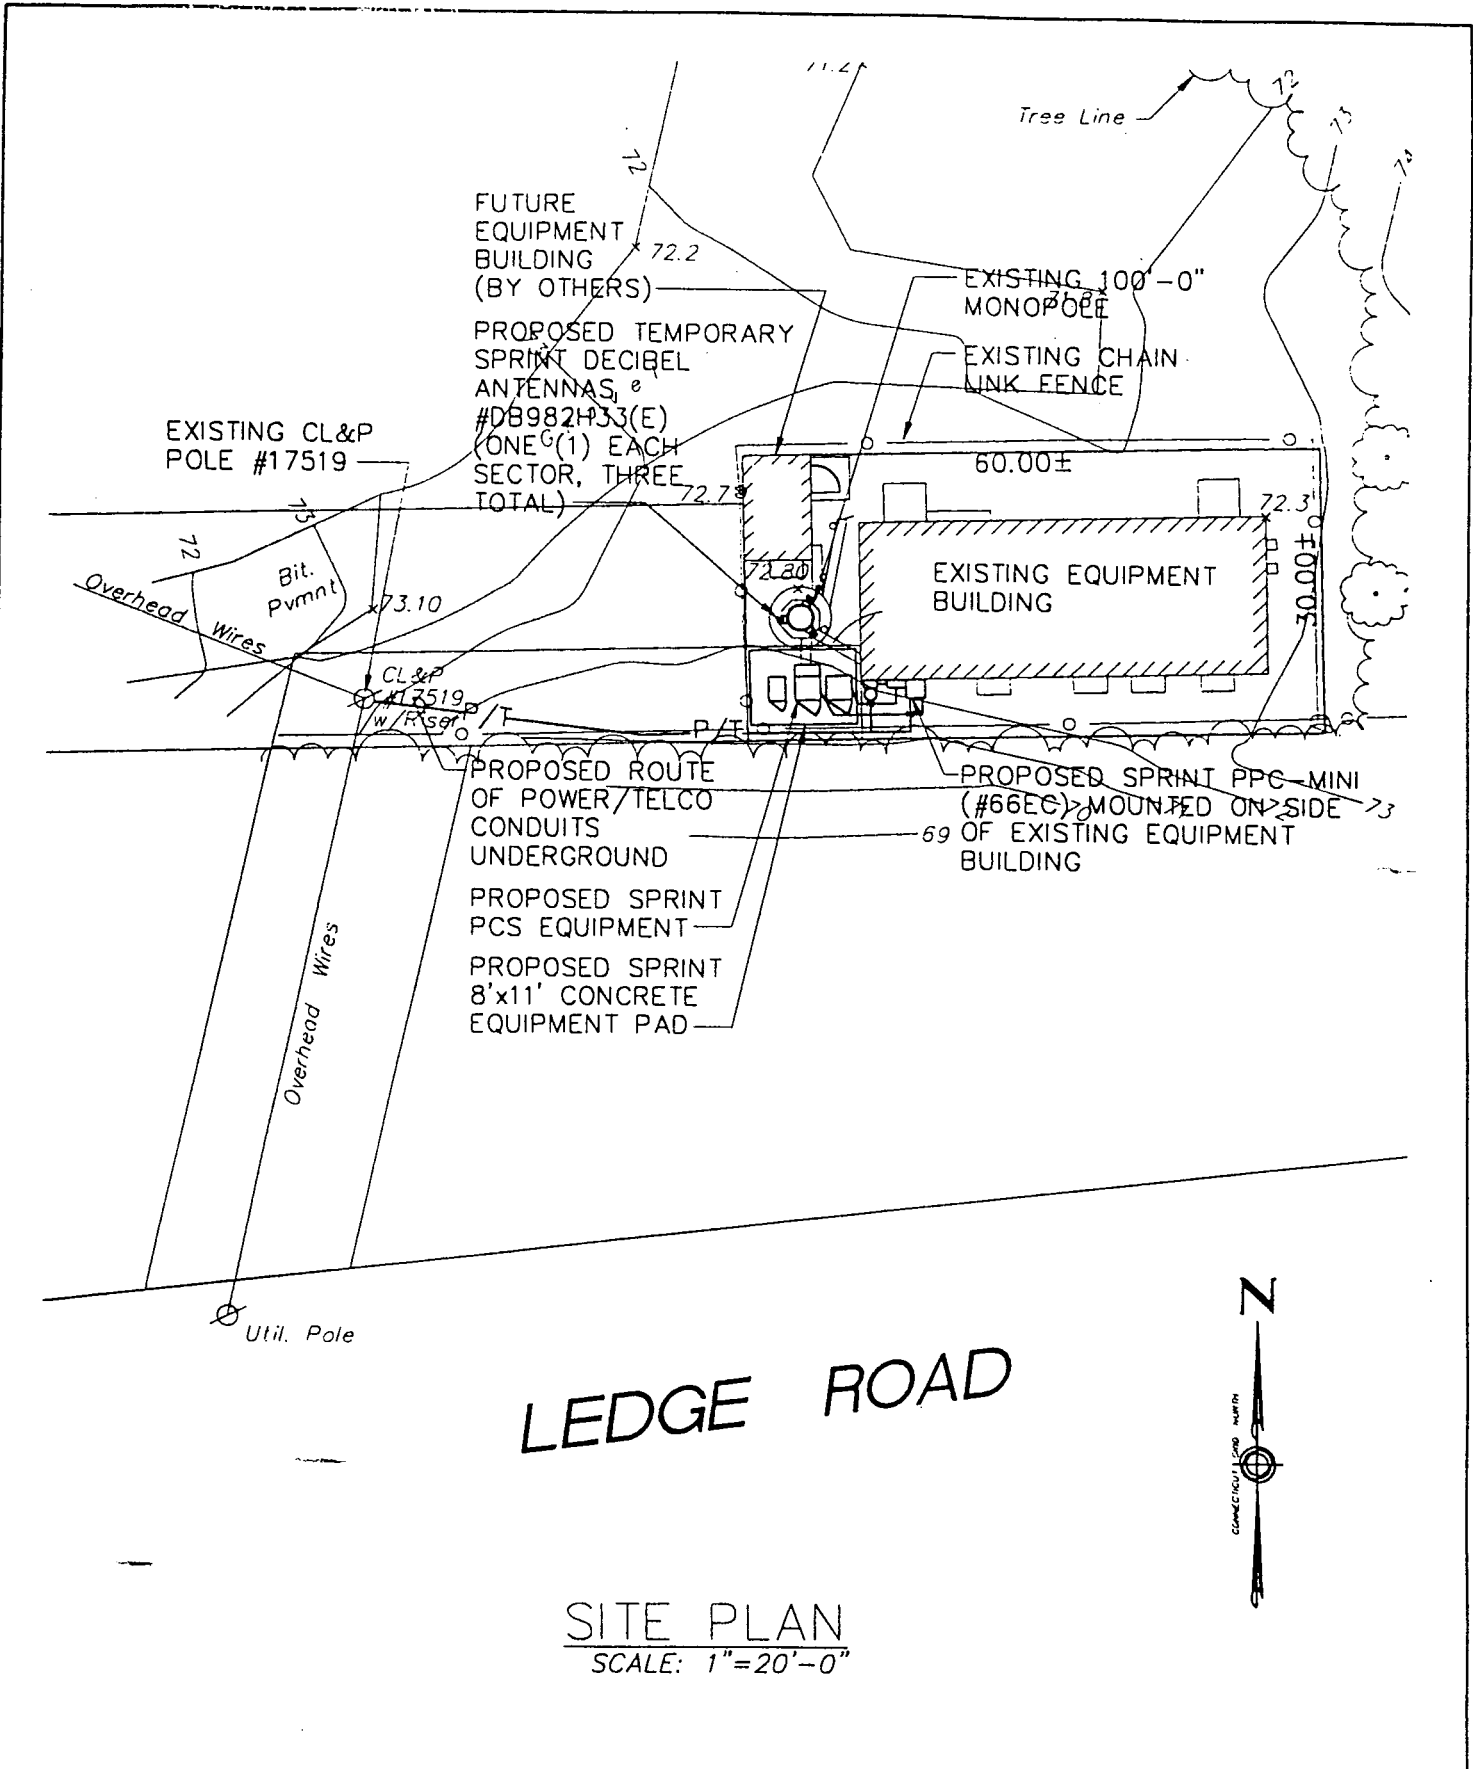 Tree Line
72
73
72
FUTURE
EQUIPMENT
BUILDING
(BY OTHERS)
72.2
EXISTING 100'-0"
MONOPOLE
PROPOSED TEMPORARY
SPRINT DECIBEL
ANTENNAS,
#DB982H33(E)
(ONE (1) EACH
SECTOR, THREE
TOTAL)
EXISTING CHAIN
LINK FENCE
EXISTING CL&P
POLE #17519
60.00±
72.7
72.3
30.00±
73
72
Bit.
Pvmnt
73.10
Overhead Wires
72.80
EXISTING EQUIPMENT
BUILDING
CL&P
#17519
w/Riser
P/T
P/T
PROPOSED ROUTE
OF POWER/TELCO
CONDUITS
UNDERGROUND
PROPOSED SPRINT PPC-MINI
(#66EC) MOUNTED ON SIDE
OF EXISTING EQUIPMENT
BUILDING
73
69
PROPOSED SPRINT
PCS EQUIPMENT
PROPOSED SPRINT
8'x11' CONCRETE
EQUIPMENT PAD
Overhead Wires
Util. Pole
N
LEDGE ROAD
SITE PLAN
SCALE: 1"=20'-0"